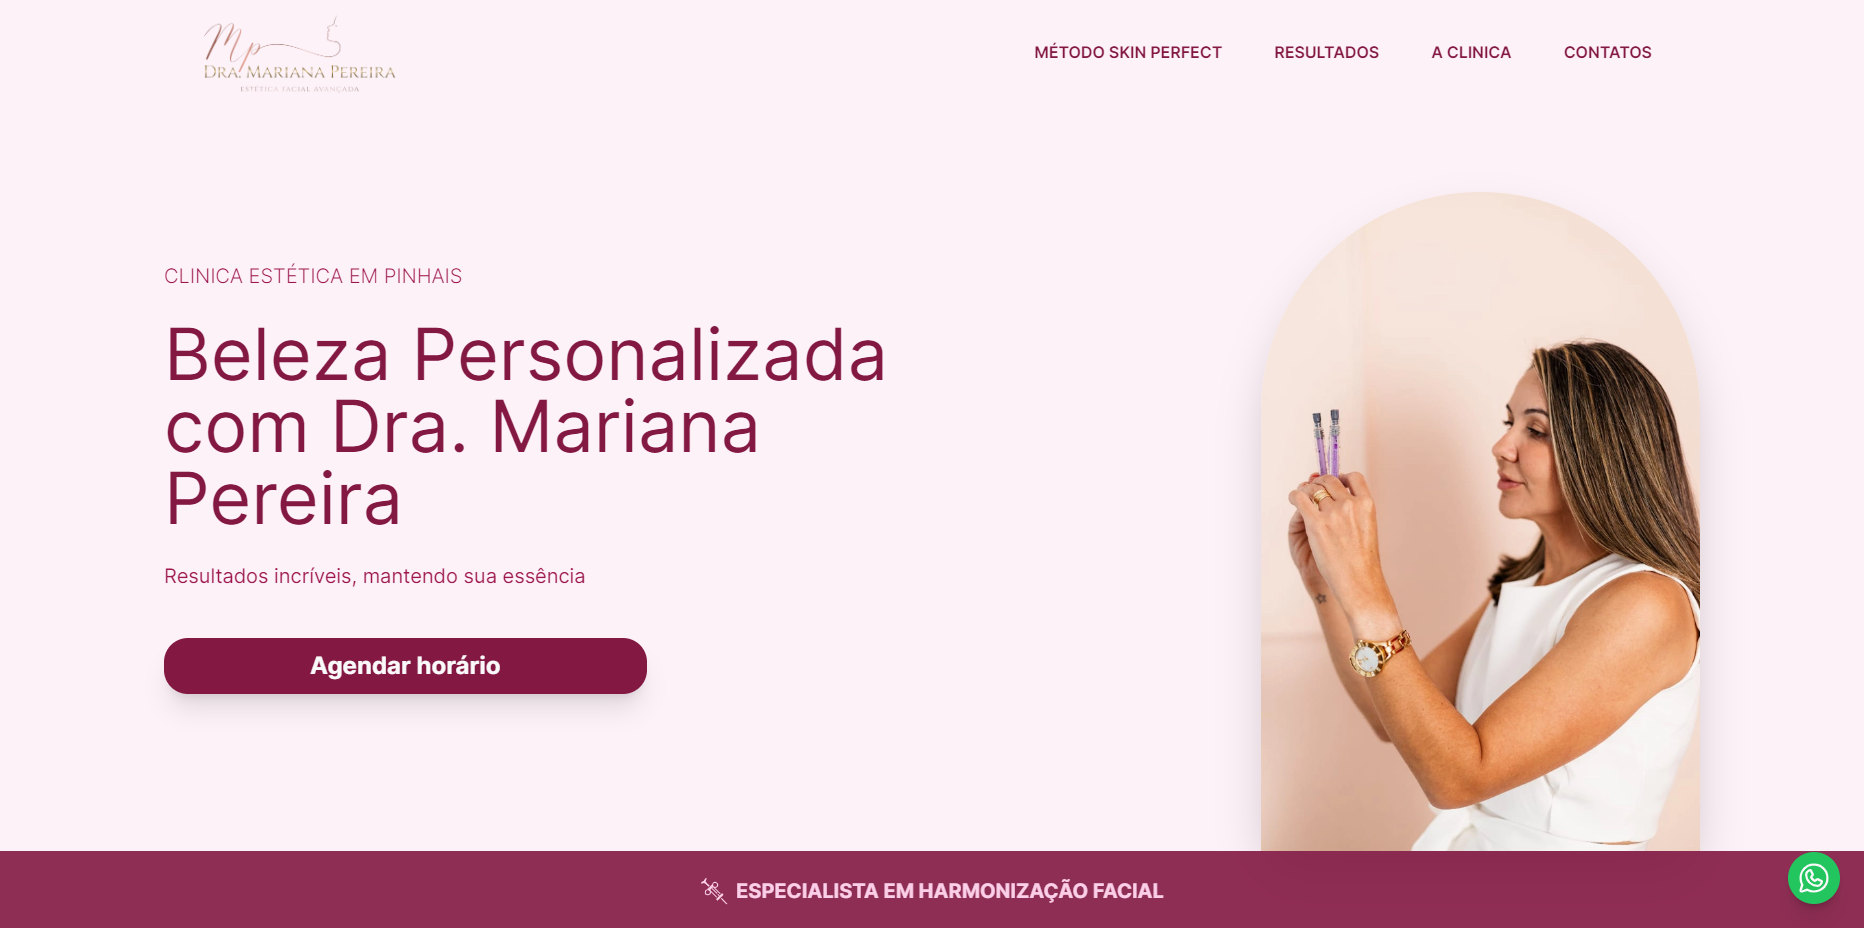 Mp
DRA. MARIANA PEREIRA
ESTÉTICA FACIAL AVANÇADA
MÉTODO SKIN PERFECT
RESULTADOS
A CLINICA
CONTATOS
CLINICA ESTÉTICA EM PINHAIS
Beleza Personalizada
com Dra. Mariana
Pereira
Resultados incríveis, mantendo sua essência
Agendar horário
ESPECIALISTA EM HARMONIZAÇÃO FACIAL